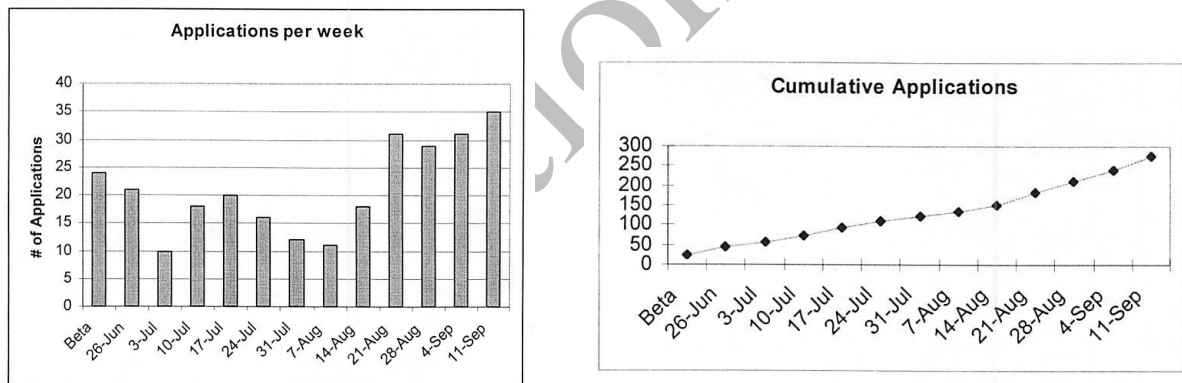 Applications per week
# of Applications
40
35
30
25
20
15
10
5
0
Beta
26-Jun
3-Jul
10-Jul
17-Jul
24-Jul
31-Jul
7-Aug
14-Aug
21-Aug
28-Aug
4-Sep
11-Sep
Cumulative Applications
300
250
200
150
100
50
0
Beta
26-Jun
3-Jul
10-Jul
17-Jul
24-Jul
31-Jul
7-Aug
14-Aug
21-Aug
28-Aug
4-Sep
11-Sep